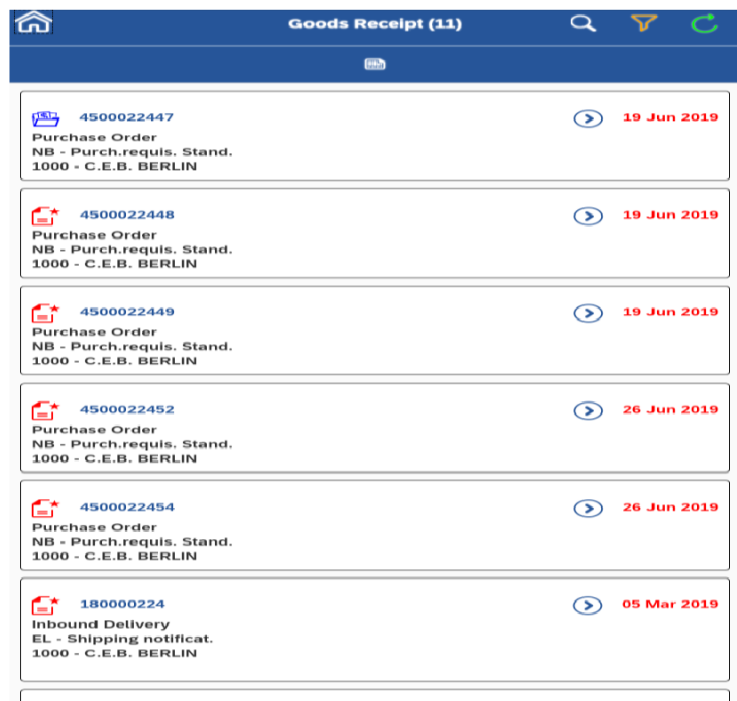 Goods Receipt (11)
4500022447 19 Jun 2019
Purchase Order
NB - Purch.requis. Stand.
1000 - C.E.B. BERLIN
4500022448 19 Jun 2019
Purchase Order
NB - Purch.requis. Stand.
1000 - C.E.B. BERLIN
4500022449 19 Jun 2019
Purchase Order
NB - Purch.requis. Stand.
1000 - C.E.B. BERLIN
4500022452 26 Jun 2019
Purchase Order
NB - Purch.requis. Stand.
1000 - C.E.B. BERLIN
4500022454 26 Jun 2019
Purchase Order
NB - Purch.requis. Stand.
1000 - C.E.B. BERLIN
180000224 05 Mar 2019
Inbound Delivery
EL - Shipping notificat.
1000 - C.E.B. BERLIN